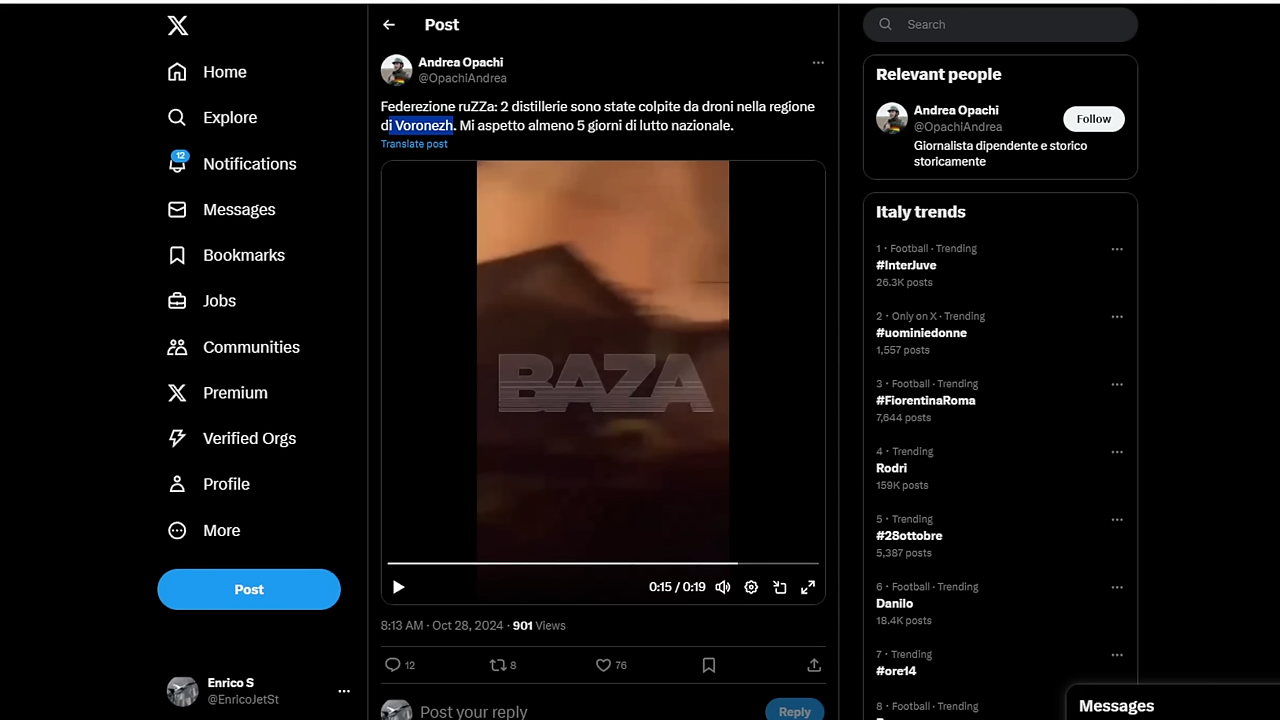 Home
Explore
12
Notifications
Messages
Bookmarks
Jobs
Communities
Premium
Verified Orgs
Profile
More
Post
Enrico S
@EnricoJetSt
Post
Andrea Opachi
@OpachiAndrea
Federezione ruZZa: 2 distillerie sono state colpite da droni nella regione
di Voronezh. Mi aspetto almeno 5 giorni di lutto nazionale.
Translate post
BAZA
0:15 / 0:19
8:13 AM · Oct 28, 2024 · 901 Views
12
8
76
Post your reply
Reply
Search
Relevant people
Andrea Opachi
@OpachiAndrea
Follow
Giornalista dipendente e storico
storicamente
Italy trends
1 · Football · Trending
#InterJuve
26.3K posts
2 · Only on X · Trending
#uominiedonne
1,557 posts
3 · Football · Trending
#FiorentinaRoma
7,644 posts
4 · Trending
Rodri
159K posts
5 · Trending
#28ottobre
5,387 posts
6 · Football · Trending
Danilo
18.4K posts
7 · Trending
#ore14
8 · Football · Trending
Messages